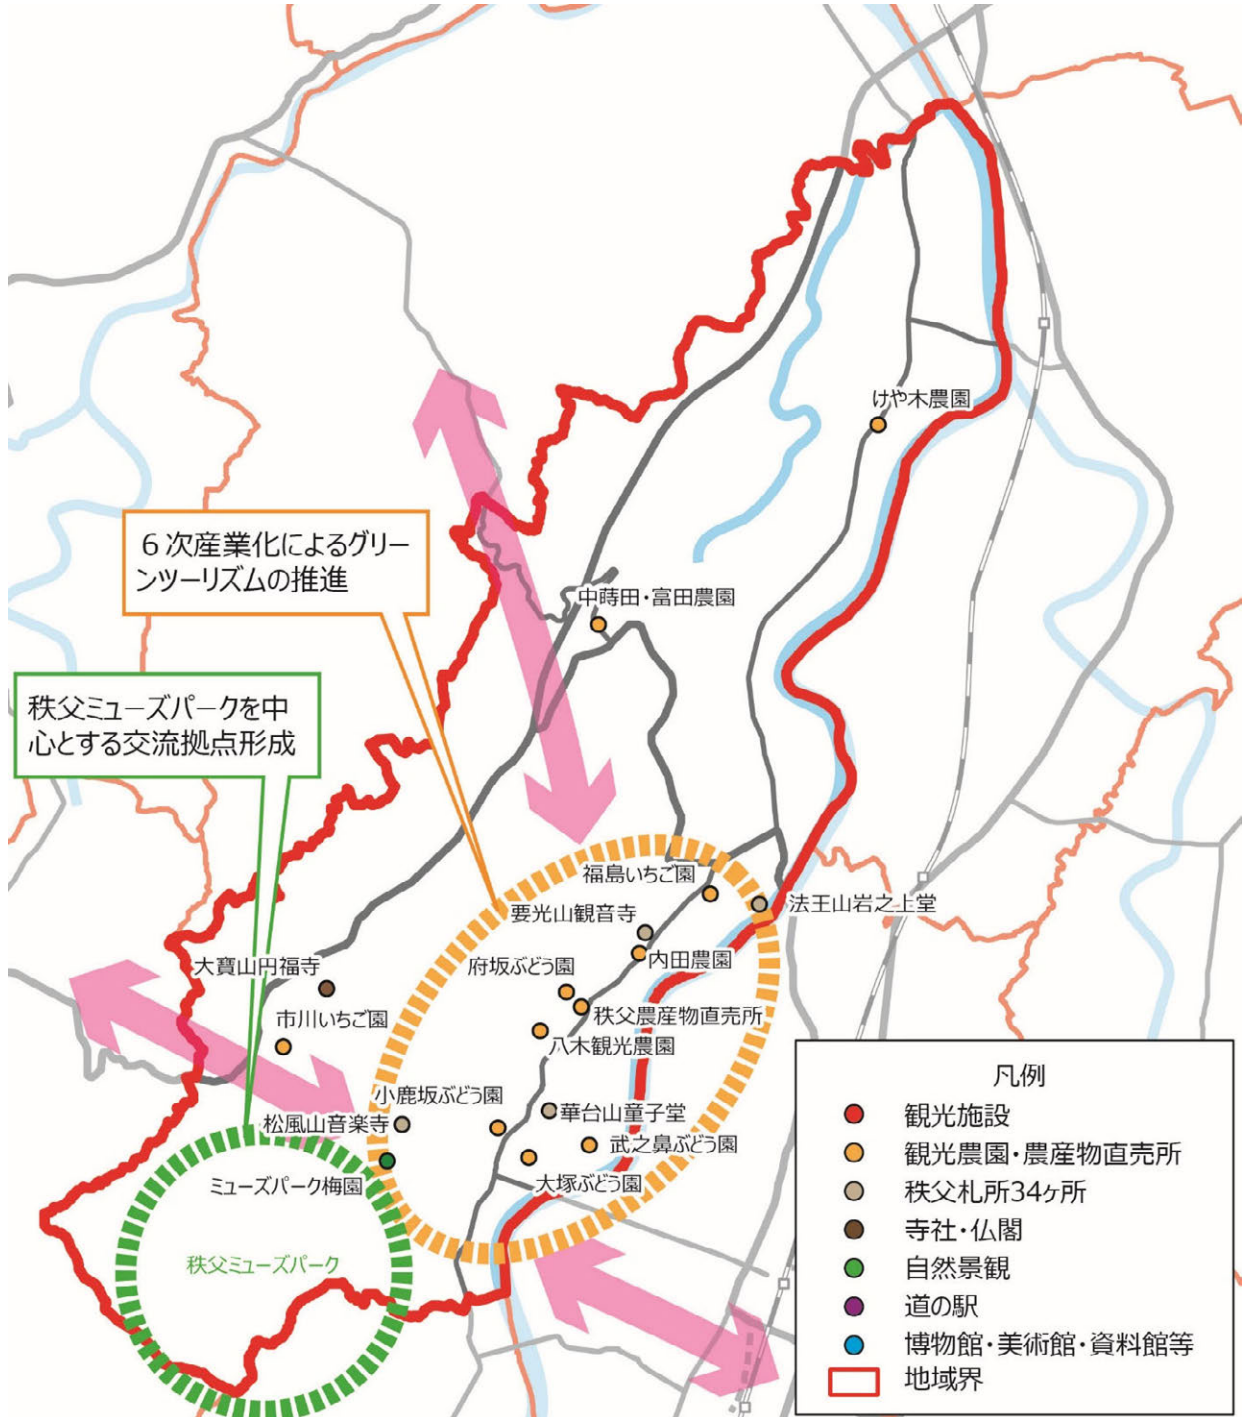 けや木農園
６次産業化によるグリー
ンツーリズムの推進
中蒔田・富田農園
秩父ミューズパークを中
心とする交流拠点形成
福島いちご園
法王山岩之上堂
要光山観音寺
内田農園
大寶山円福寺
府坂ぶどう園
秩父農産物直売所
市川いちご園
八木観光農園
小鹿坂ぶどう園
松風山音楽寺
華台山童子堂
武之鼻ぶどう園
ミューズパーク梅園
大塚ぶどう園
秩父ミューズパーク
凡例
観光施設
観光農園・農産物直売所
秩父札所34ヶ所
寺社・仏閣
自然景観
道の駅
博物館・美術館・資料館等
地域界